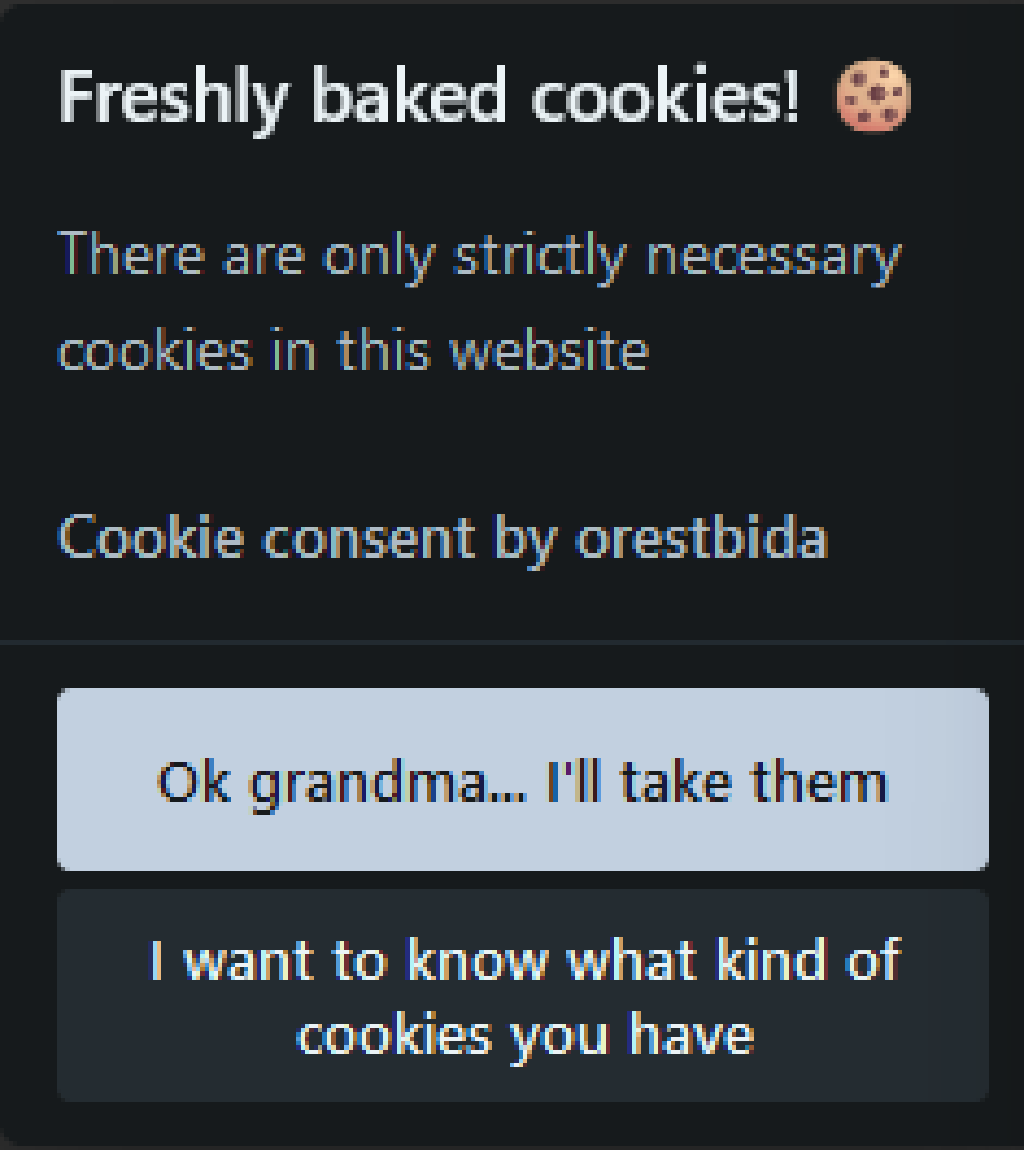 Freshly baked cookies! 🍪
There are only strictly necessary
cookies in this website
Cookie consent by orestbida
Ok grandma... I'll take them
I want to know what kind of
cookies you have